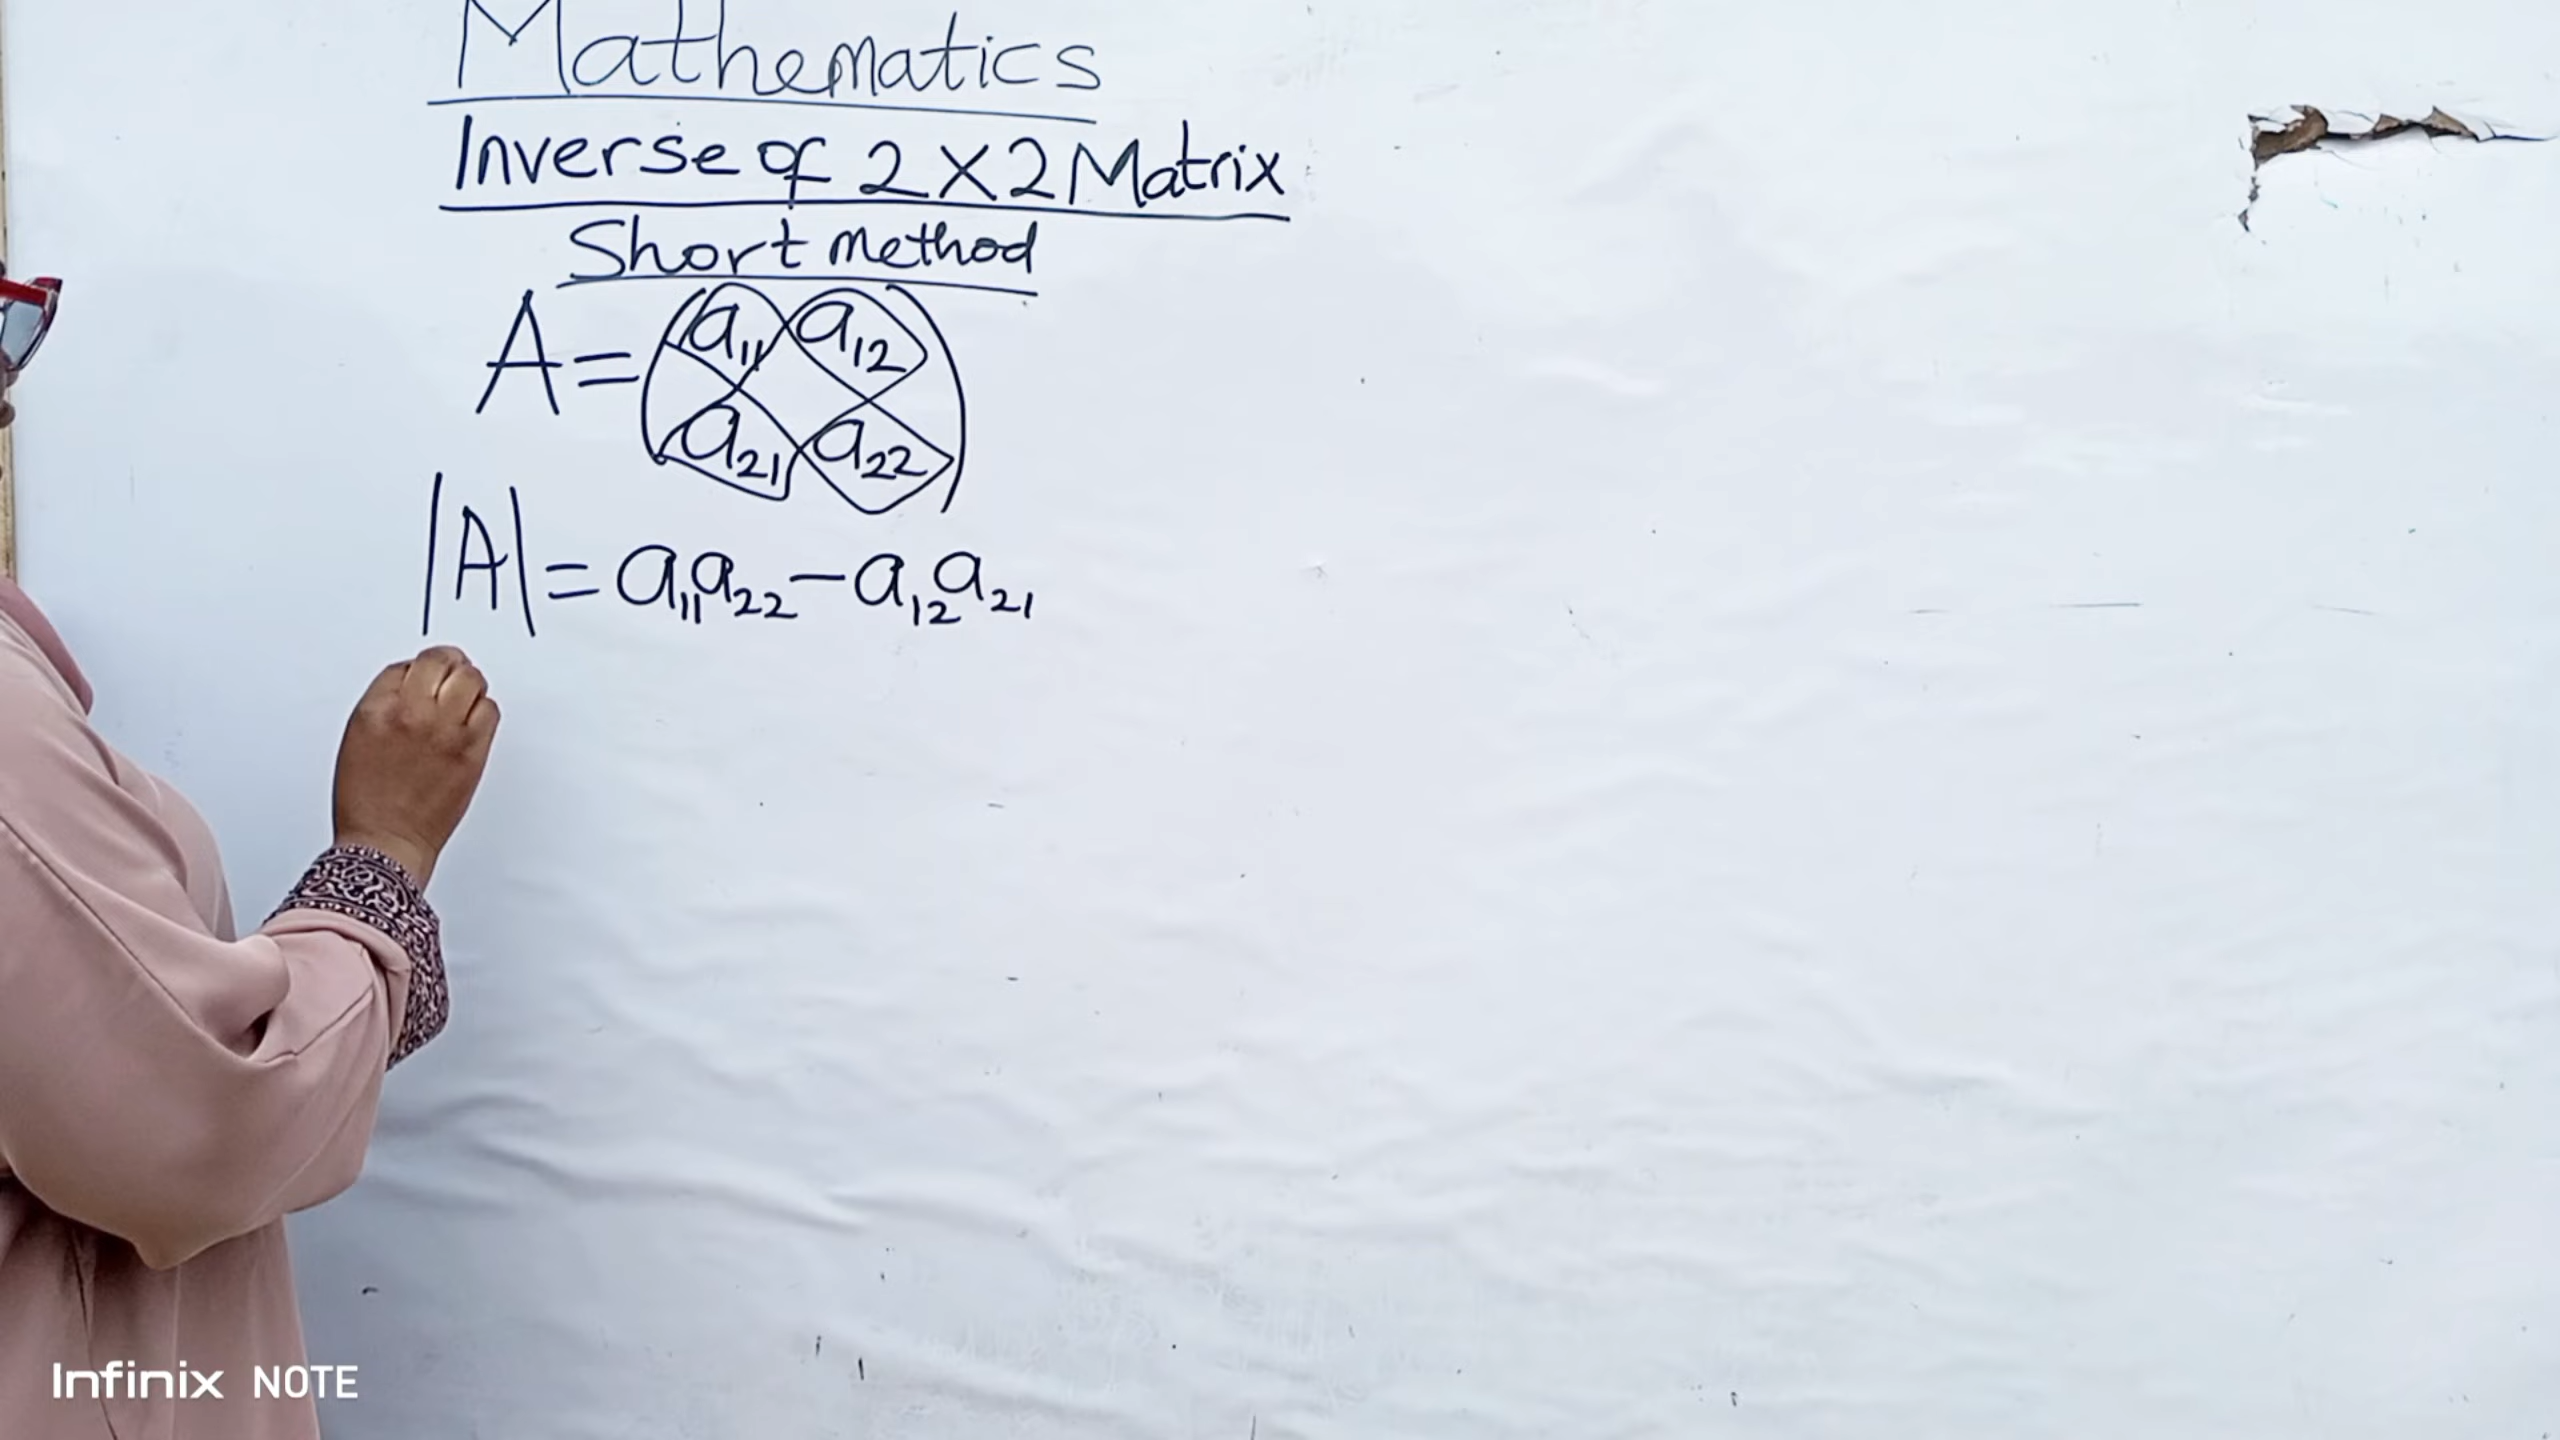 Mathematics
Inverse of 2 X 2 Matrix
Short method
A = (a₁₁ a₁₂
a₂₁ a₂₂)
|A| = a₁₁a₂₂ - a₁₂a₂₁
Infinix NOTE